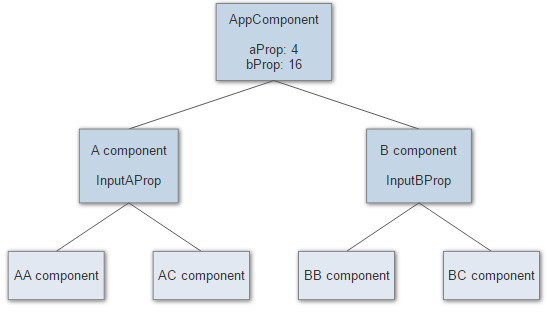 AppComponent
aProp: 4
bProp: 16
A component
InputAProp
B component
InputBProp
AA component
AC component
BB component
BC component